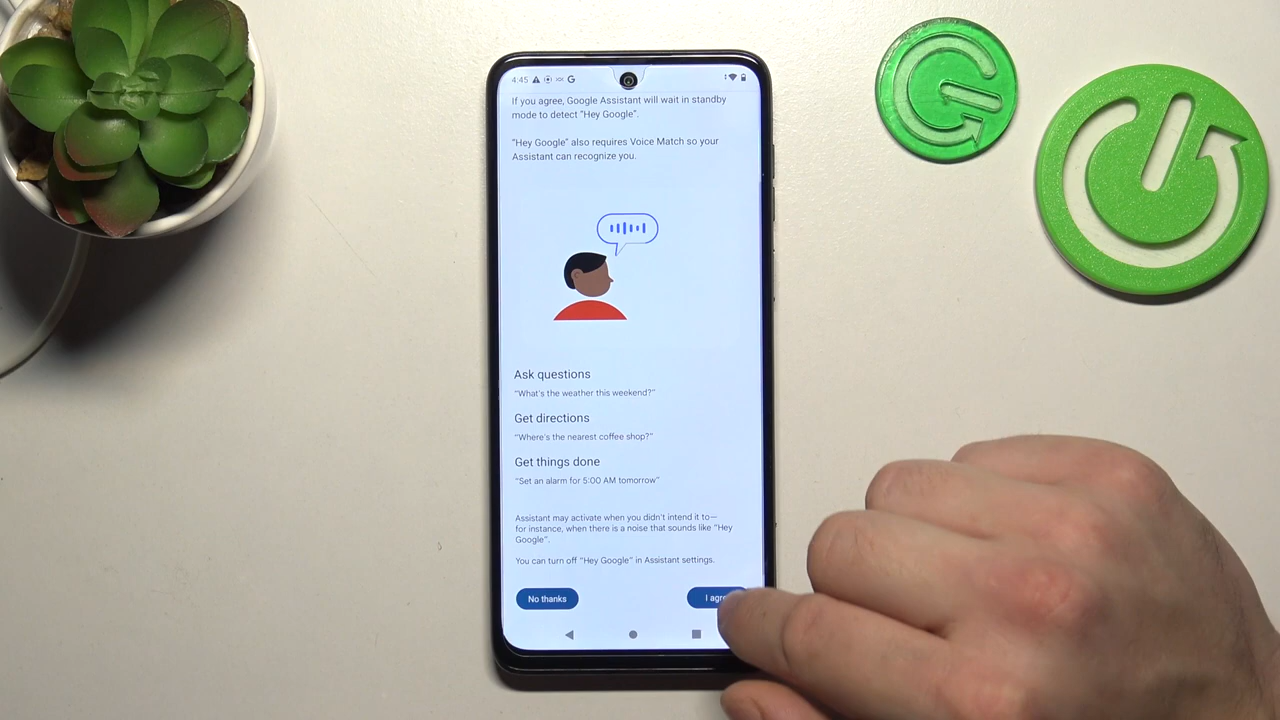 4:45
If you agree, Google Assistant will wait in standby
mode to detect “Hey Google”.
“Hey Google” also requires Voice Match so your
Assistant can recognize you.
Ask questions
“What's the weather this weekend?”
Get directions
“Where's the nearest coffee shop?”
Get things done
“Set an alarm for 5:00 AM tomorrow”
Assistant may activate when you didn't intend it to—
for instance, when there is a noise that sounds like “Hey
Google”.
You can turn off “Hey Google” in Assistant settings.
No thanks
I agre